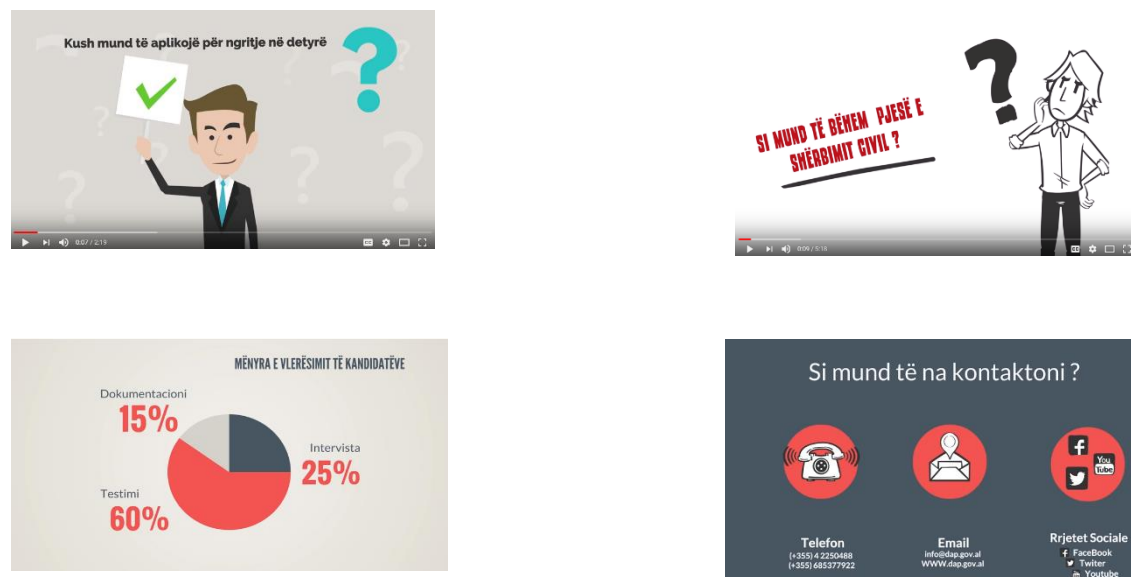 Kush mund të aplikojë për ngritje në detyrë
0:07 / 2:19
SI MUND TË BËHEM PJESË E
SHËRBIMIT CIVIL ?
0:09 / 5:18
MËNYRA E VLERËSIMIT TË KANDIDATËVE
Dokumentacioni
15%
Intervista
25%
Testimi
60%
Si mund të na kontaktoni ?
You
Tube
Telefon
(+355) 4 2250488
(+355) 685377922
Email
info@dap.gov.al
WWW.dap.gov.al
Rrjetet Sociale
FaceBook
Twiter
Youtube